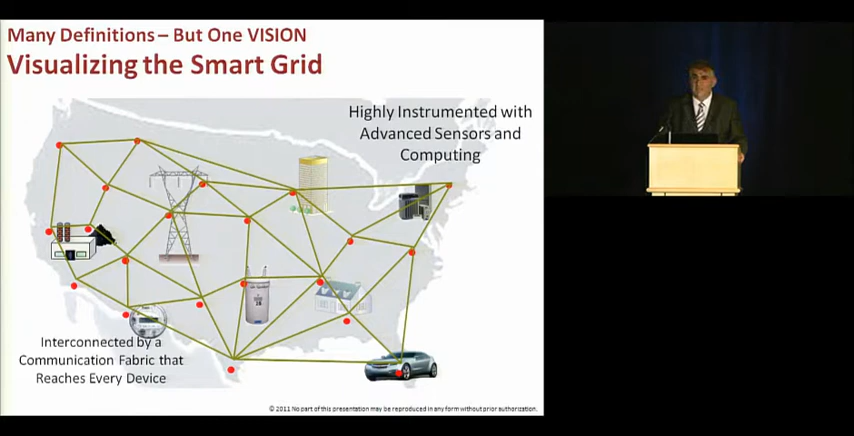 Many Definitions – But One VISION
Visualizing the Smart Grid
Highly Instrumented with
Advanced Sensors and
Computing
Interconnected by a
Communication Fabric that
Reaches Every Device
© 2011 No part of this presentation may be reproduced in any form without prior authorization.